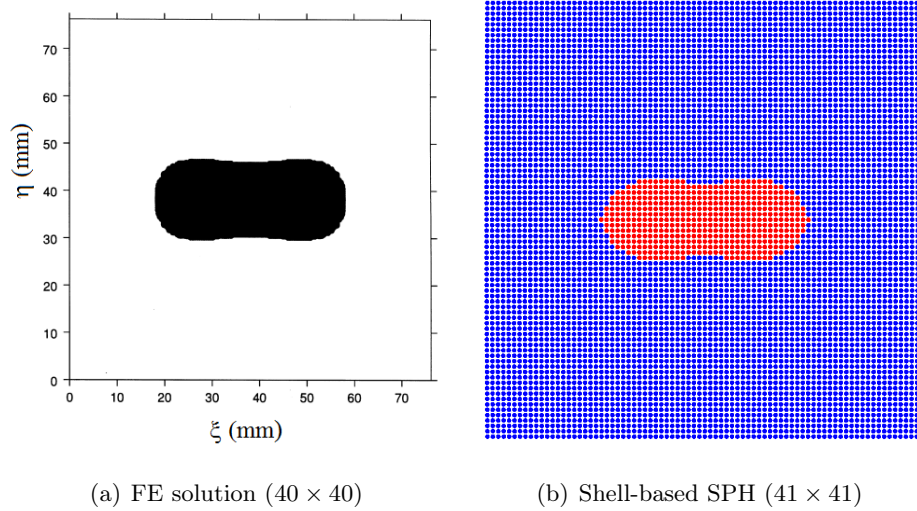 70
60
50
40
30
20
10
0
η (mm)
0 10 20 30 40 50 60 70
ξ (mm)
(a) FE solution (40 × 40)
(b) Shell-based SPH (41 × 41)